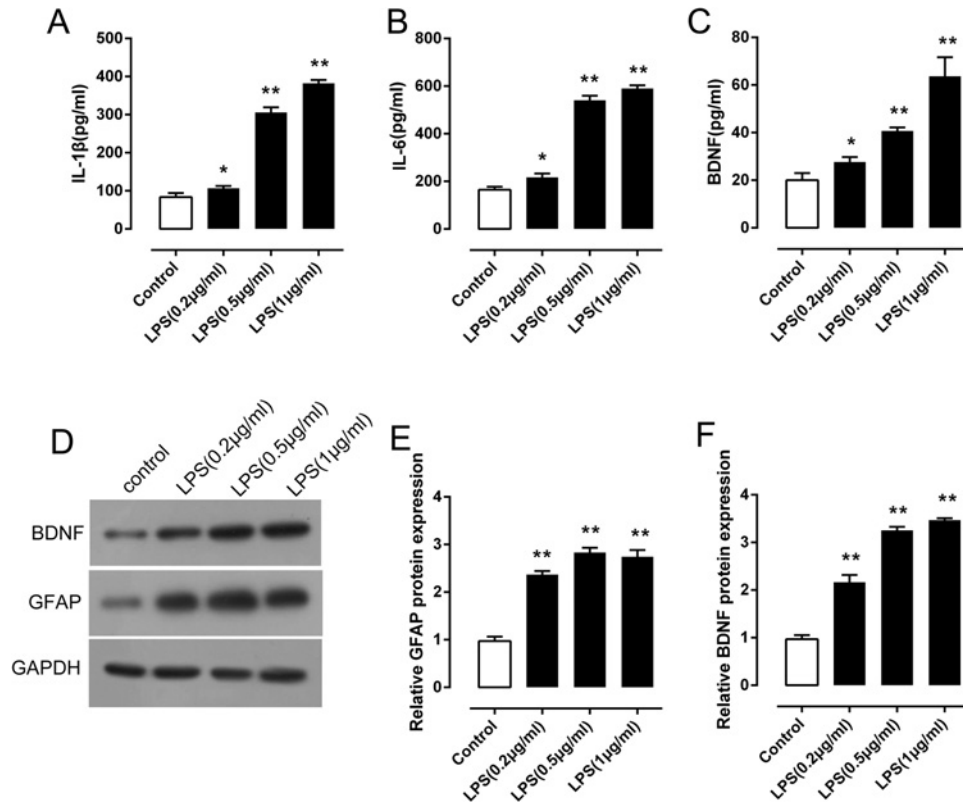 A
IL-1β(pg/ml)
500
400
300
200
100
0
*
**
**
Control
LPS(0.2μg/ml)
LPS(0.5μg/ml)
LPS(1μg/ml)
B
IL-6(pg/ml)
800
600
400
200
0
*
**
**
Control
LPS(0.2μg/ml)
LPS(0.5μg/ml)
LPS(1μg/ml)
C
BDNF(pg/ml)
80
60
40
20
0
*
**
**
Control
LPS(0.2μg/ml)
LPS(0.5μg/ml)
LPS(1μg/ml)
D
control
LPS(0.2μg/ml)
LPS(0.5μg/ml)
LPS(1μg/ml)
BDNF
GFAP
GAPDH
E
Relative GFAP protein expression
4
3
2
1
0
**
**
**
Control
LPS(0.2μg/ml)
LPS(0.5μg/ml)
LPS(1μg/ml)
F
Relative BDNF protein expression
4
3
2
1
0
**
**
**
Control
LPS(0.2μg/ml)
LPS(0.5μg/ml)
LPS(1μg/ml)